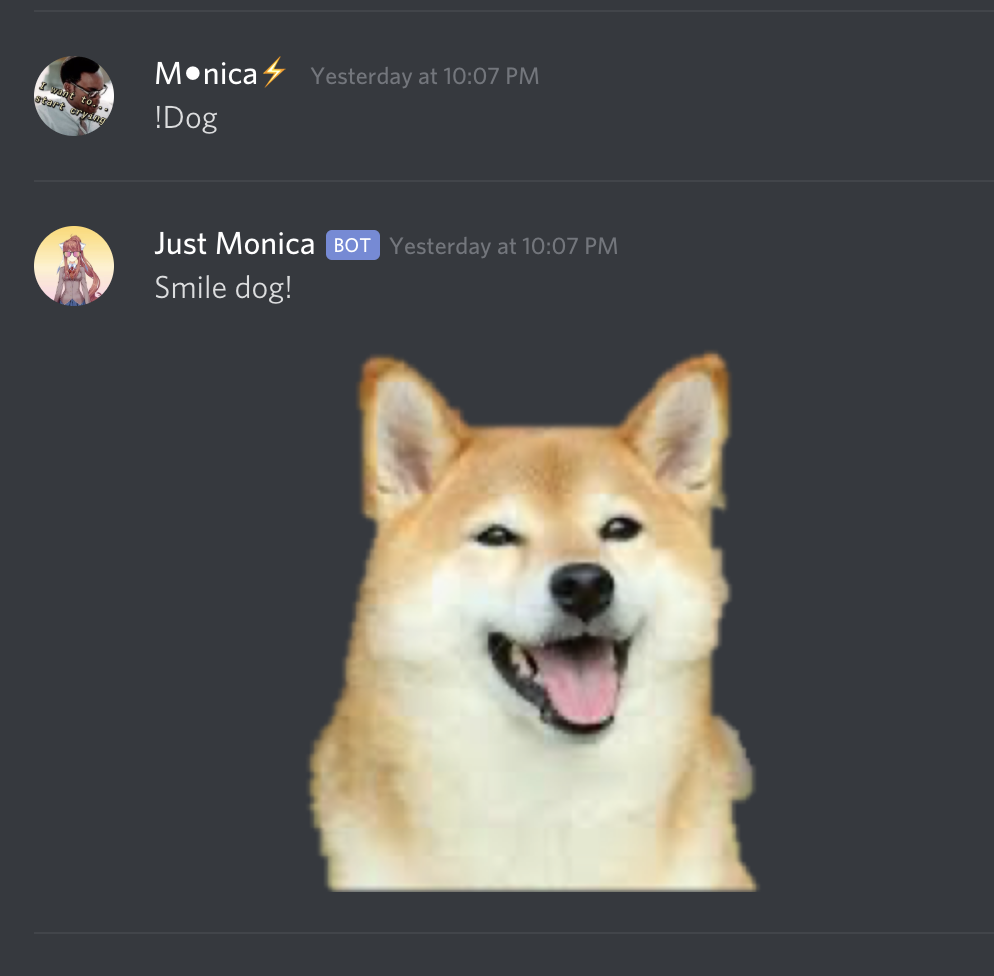 M●nica⚡ Yesterday at 10:07 PM
I want to...
start crying
!Dog
Just Monica BOT Yesterday at 10:07 PM
Smile dog!